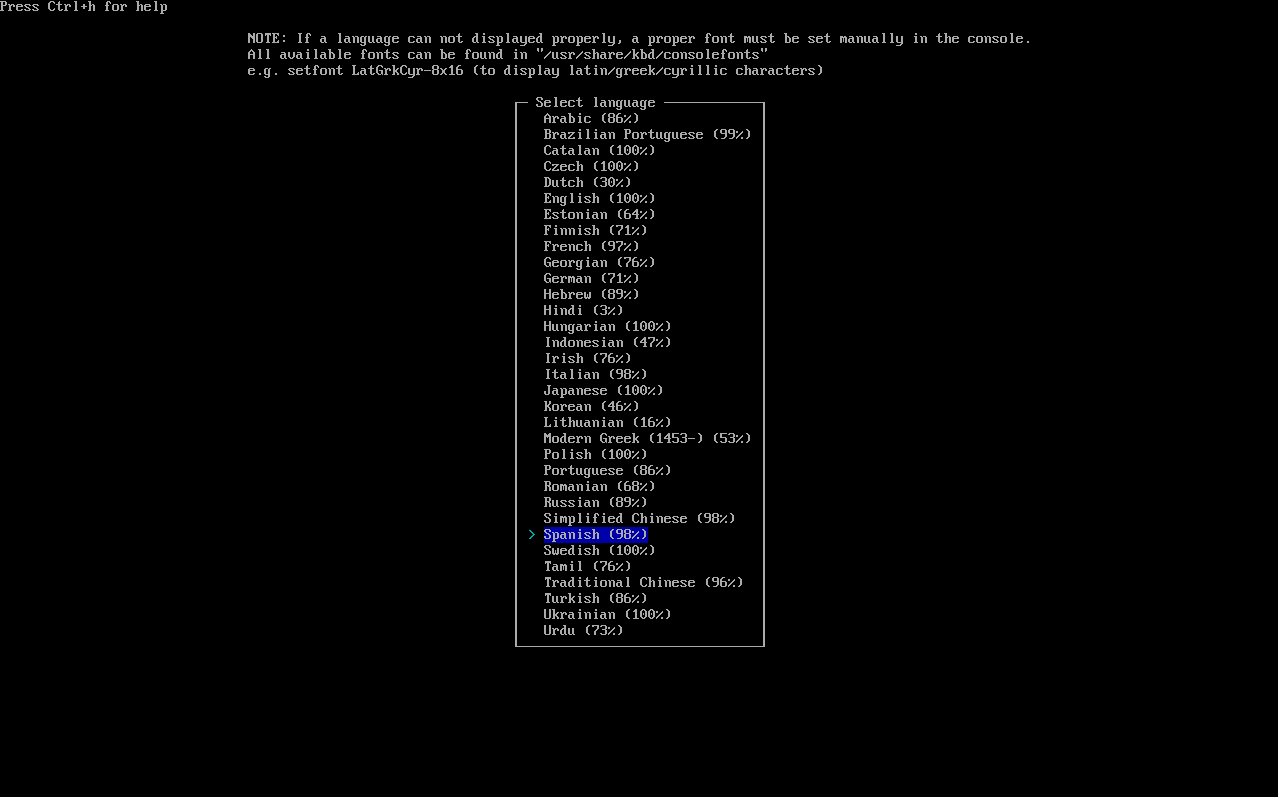 Press Ctrl+h for help
NOTE: If a language can not displayed properly, a proper font must be set manually in the console.
All available fonts can be found in "/usr/share/kbd/consolefonts"
e.g. setfont LatGrkCyr-8x16 (to display latin/greek/cyrillic characters)
Select language
Arabic (86%)
Brazilian Portuguese (99%)
Catalan (100%)
Czech (100%)
Dutch (30%)
English (100%)
Estonian (64%)
Finnish (71%)
French (97%)
Georgian (76%)
German (71%)
Hebrew (89%)
Hindi (3%)
Hungarian (100%)
Indonesian (47%)
Irish (76%)
Italian (98%)
Japanese (100%)
Korean (46%)
Lithuanian (16%)
Modern Greek (1453-) (53%)
Polish (100%)
Portuguese (86%)
Romanian (68%)
Russian (89%)
Simplified Chinese (98%)
> Spanish (98%)
Swedish (100%)
Tamil (76%)
Traditional Chinese (96%)
Turkish (86%)
Ukrainian (100%)
Urdu (73%)